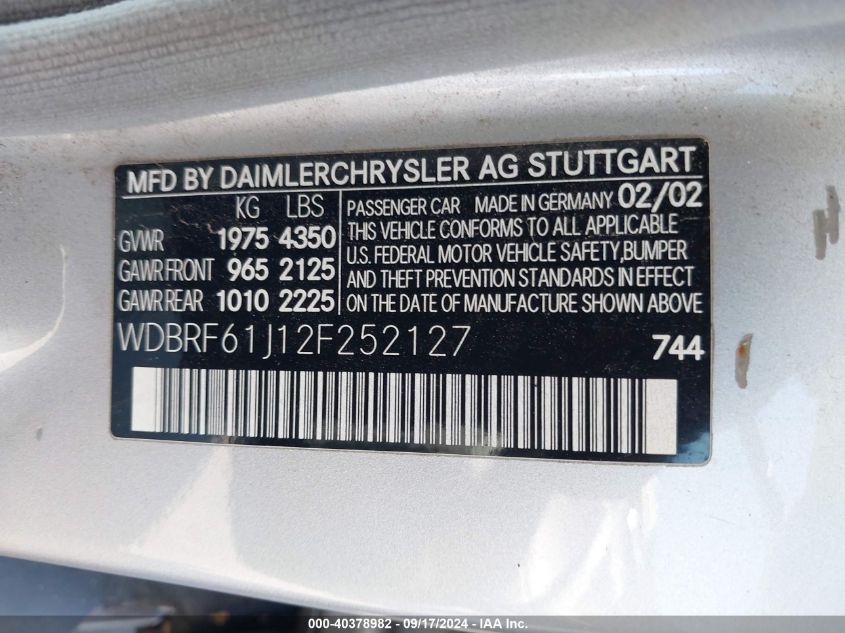 MFD BY DAIMLERCHRYSLER AG STUTTGART
KG LBS
GVWR 1975 4350
GAWR FRONT 965 2125
GAWR REAR 1010 2225
PASSENGER CAR MADE IN GERMANY 02/02
THIS VEHICLE CONFORMS TO ALL APPLICABLE
U.S. FEDERAL MOTOR VEHICLE SAFETY, BUMPER
AND THEFT PREVENTION STANDARDS IN EFFECT
ON THE DATE OF MANUFACTURE SHOWN ABOVE
WDBRF61J12F252127
744
000-40378982 - 09/17/2024 - IAA, Inc.